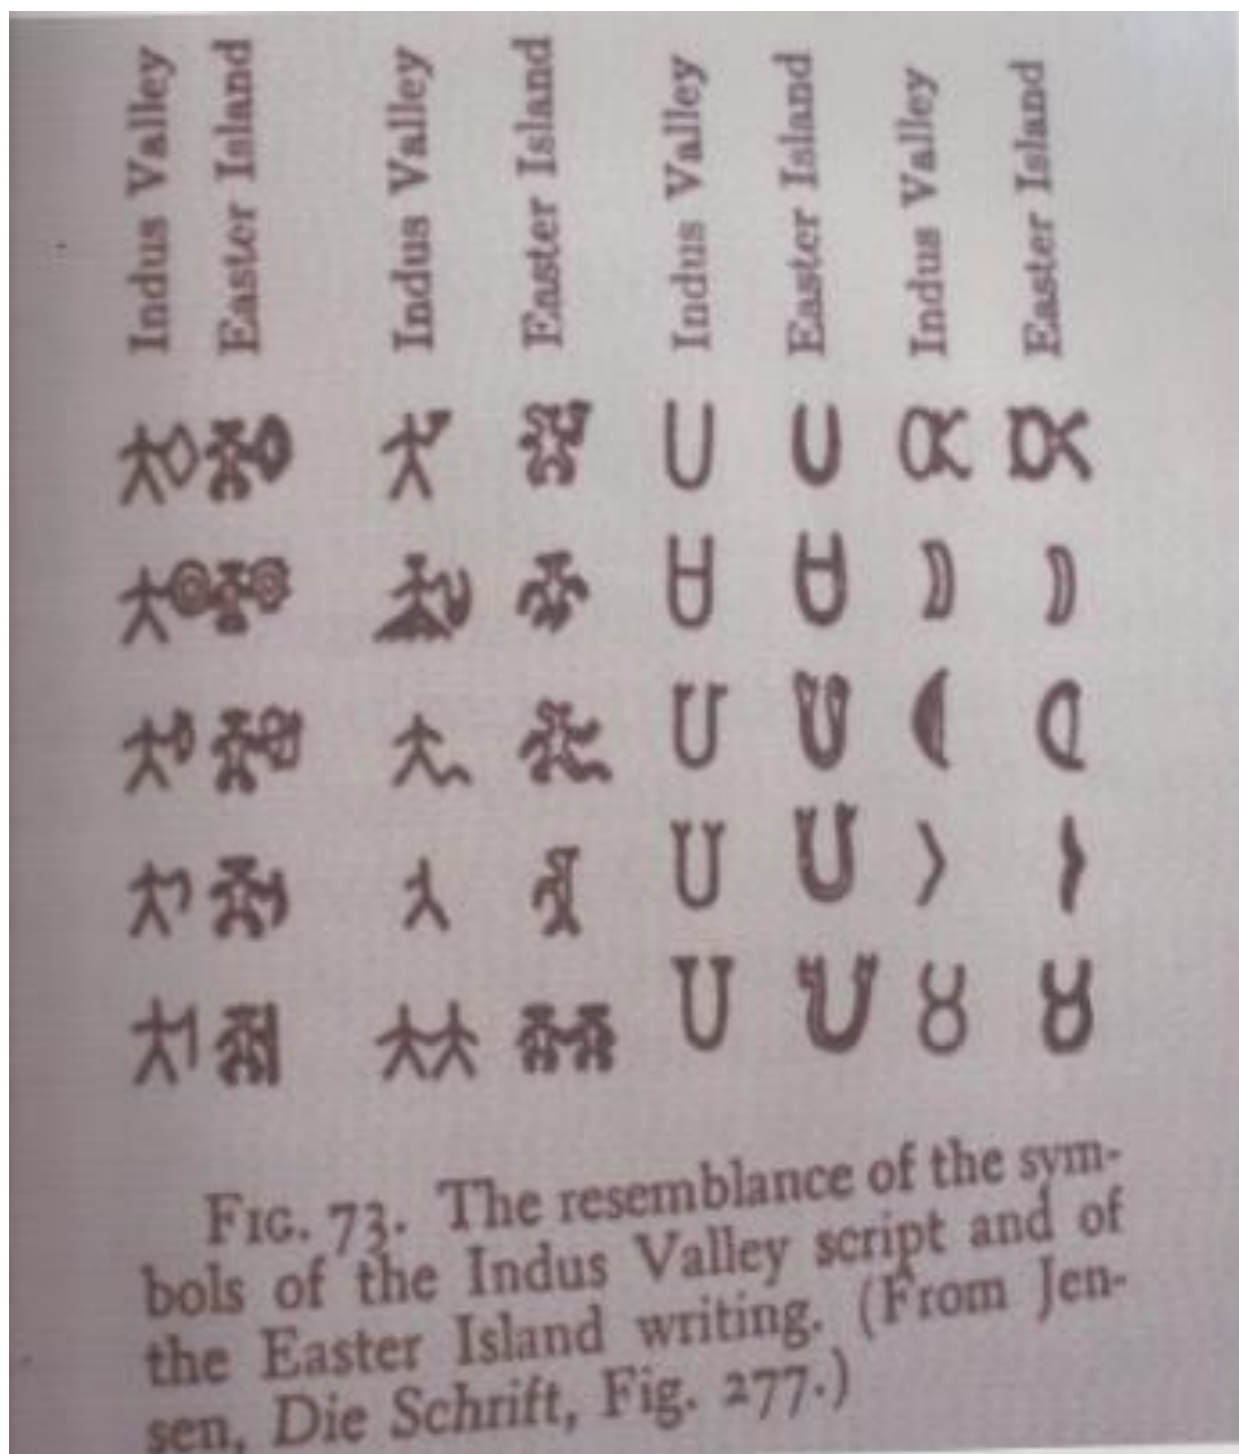 Indus Valley
Easter Island
Indus Valley
Easter Island
Indus Valley
Easter Island
Indus Valley
Easter Island
FIG. 73. The resemblance of the sym-
bols of the Indus Valley script and of
the Easter Island writing. (From Jen-
sen, Die Schrift, Fig. 277.)